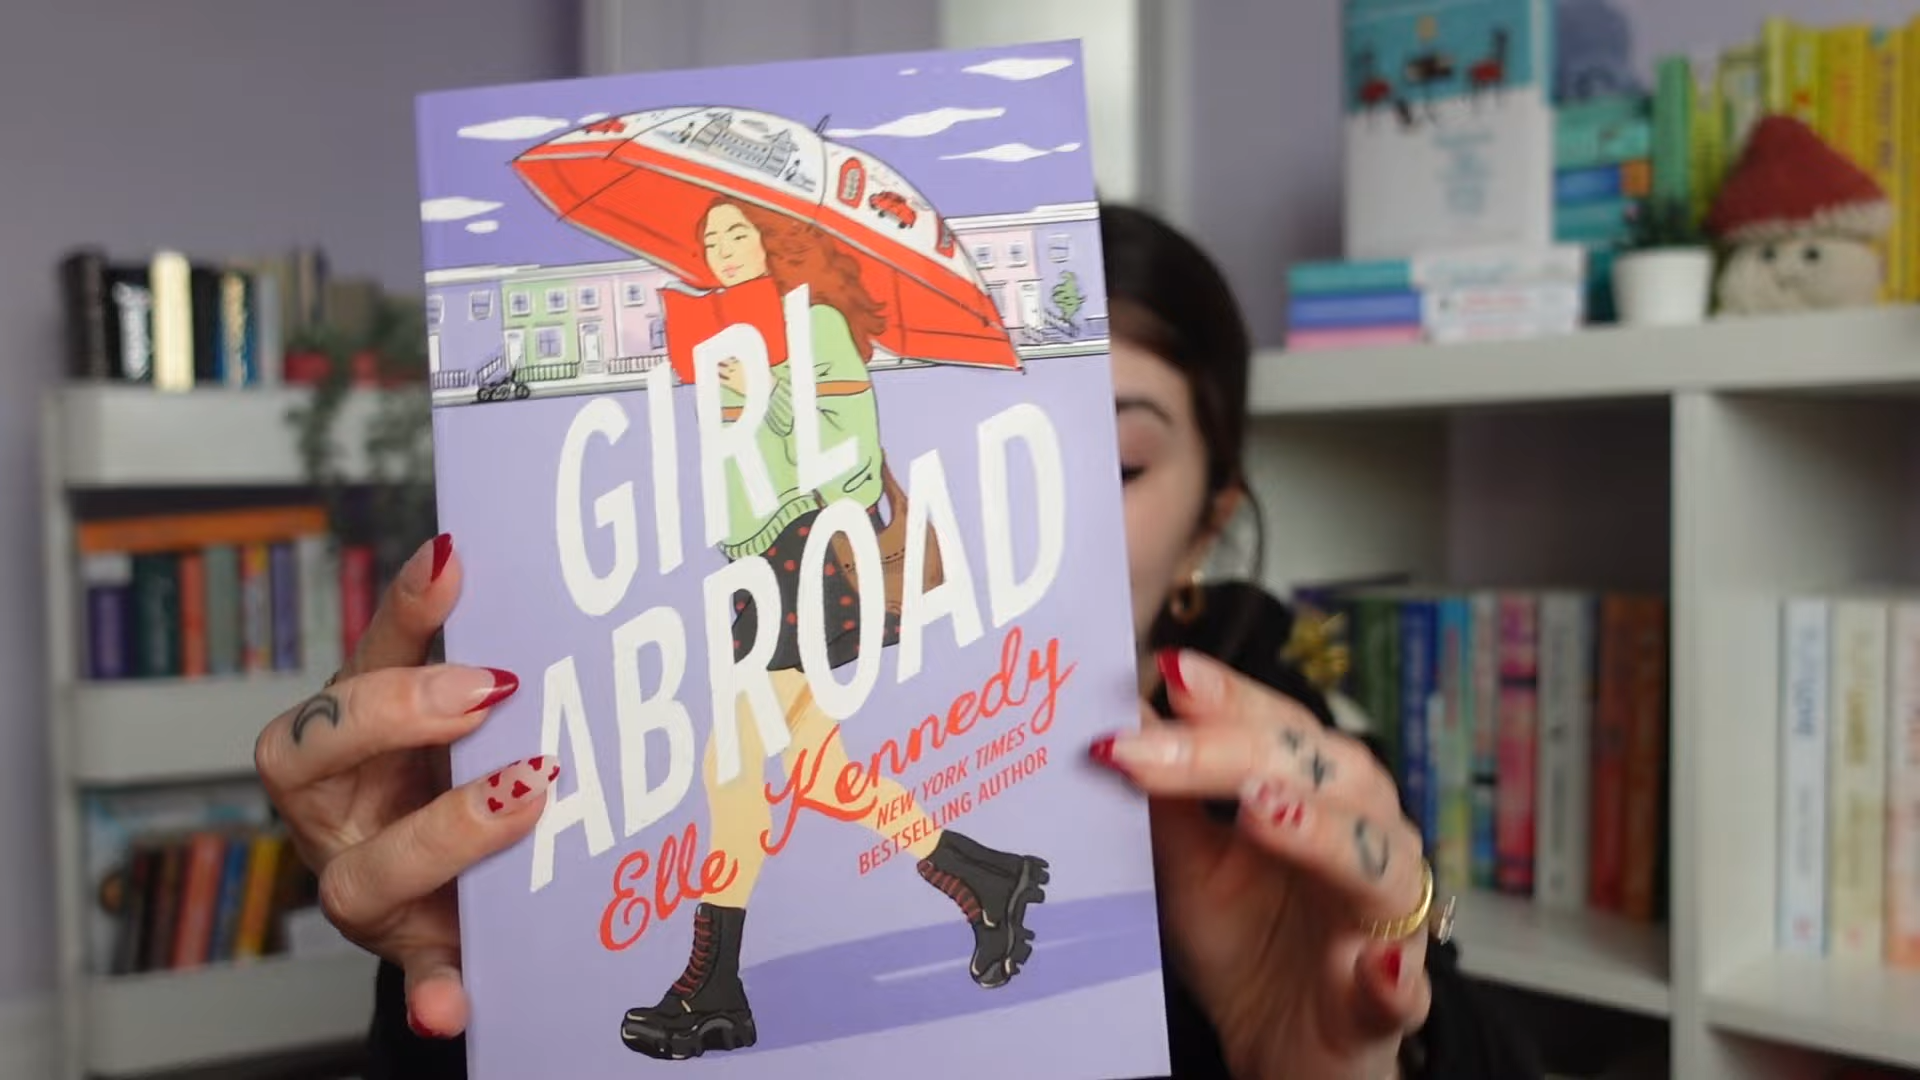 GIRL
ABROAD
Elle Kennedy
NEW YORK TIMES
BESTSELLING AUTHOR